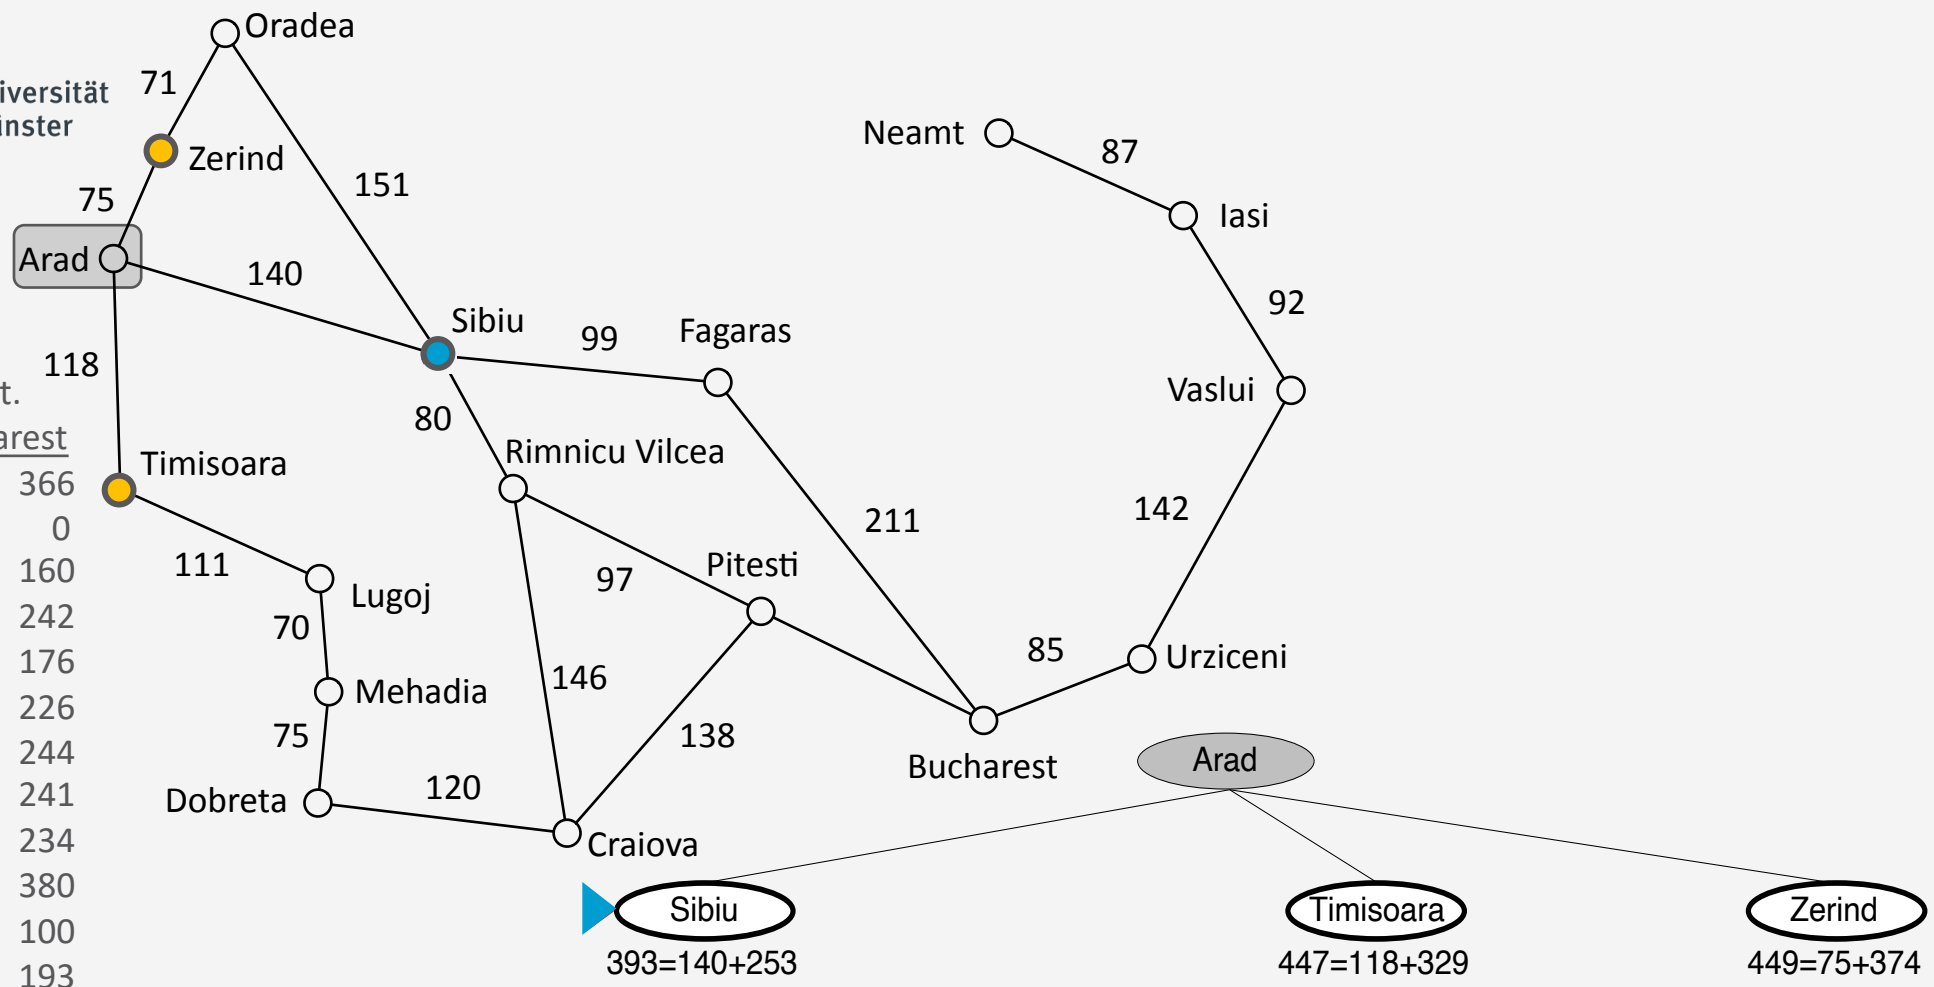 Oradea
71
iversität
Neamt
87
Zerind
151
Iasi
75
Arad
140
92
Sibiu
Fagaras
99
118
t.
Vaslui
80
arest
Rimnicu Vilcea
Timisoara
366
142
211
0
111
Pitesti
97
160
Lugoj
242
70
85
Urziceni
176
146
Mehadia
226
75
138
244
Bucharest
Arad
120
241
Dobreta
234
Craiova
380
Sibiu
Timisoara
Zerind
100
393=140+253
447=118+329
449=75+374
193